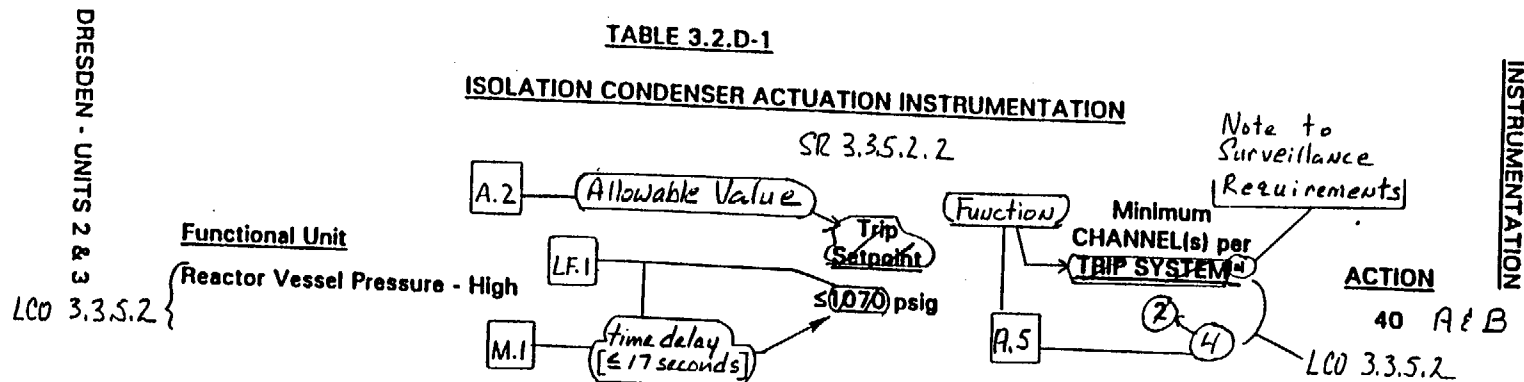 TABLE 3.2.D-1
ISOLATION CONDENSER ACTUATION INSTRUMENTATION
SR 3.3.5.2.2
DRESDEN - UNITS 2 & 3
INSTRUMENTATION
Note to
Surveillance
Requirements
A.2
Allowable Value
Function
Functional Unit
Trip
Setpoint
Minimum
CHANNEL(s) per
TRIP SYSTEM
ACTION
LCO 3.3.5.2
Reactor Vessel Pressure - High
LF.1
≤1070 psig
2
4
40 A & B
M.1
time delay
[≤17 seconds]
A.5
LCO 3.3.5.2